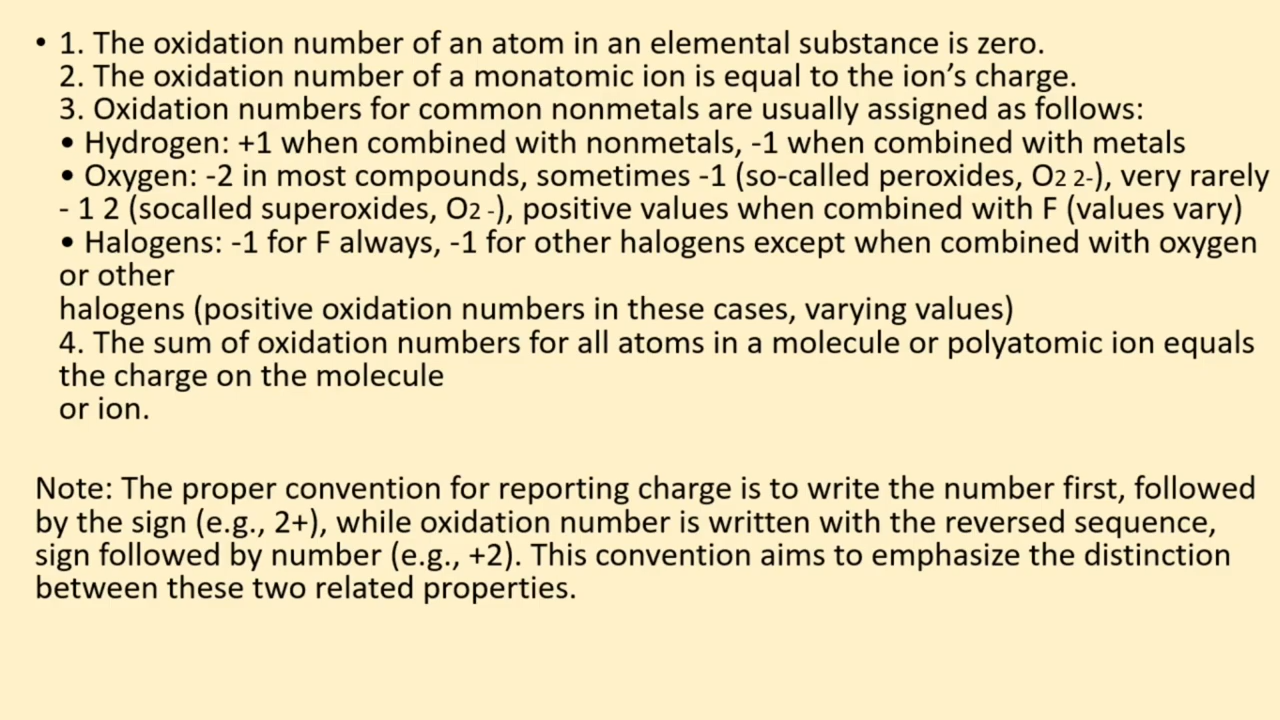 • 1. The oxidation number of an atom in an elemental substance is zero.
2. The oxidation number of a monatomic ion is equal to the ion’s charge.
3. Oxidation numbers for common nonmetals are usually assigned as follows:
• Hydrogen: +1 when combined with nonmetals, -1 when combined with metals
• Oxygen: -2 in most compounds, sometimes -1 (so-called peroxides, O2 2-), very rarely
- 1 2 (socalled superoxides, O2 -), positive values when combined with F (values vary)
• Halogens: -1 for F always, -1 for other halogens except when combined with oxygen
or other
halogens (positive oxidation numbers in these cases, varying values)
4. The sum of oxidation numbers for all atoms in a molecule or polyatomic ion equals
the charge on the molecule
or ion.
Note: The proper convention for reporting charge is to write the number first, followed
by the sign (e.g., 2+), while oxidation number is written with the reversed sequence,
sign followed by number (e.g., +2). This convention aims to emphasize the distinction
between these two related properties.